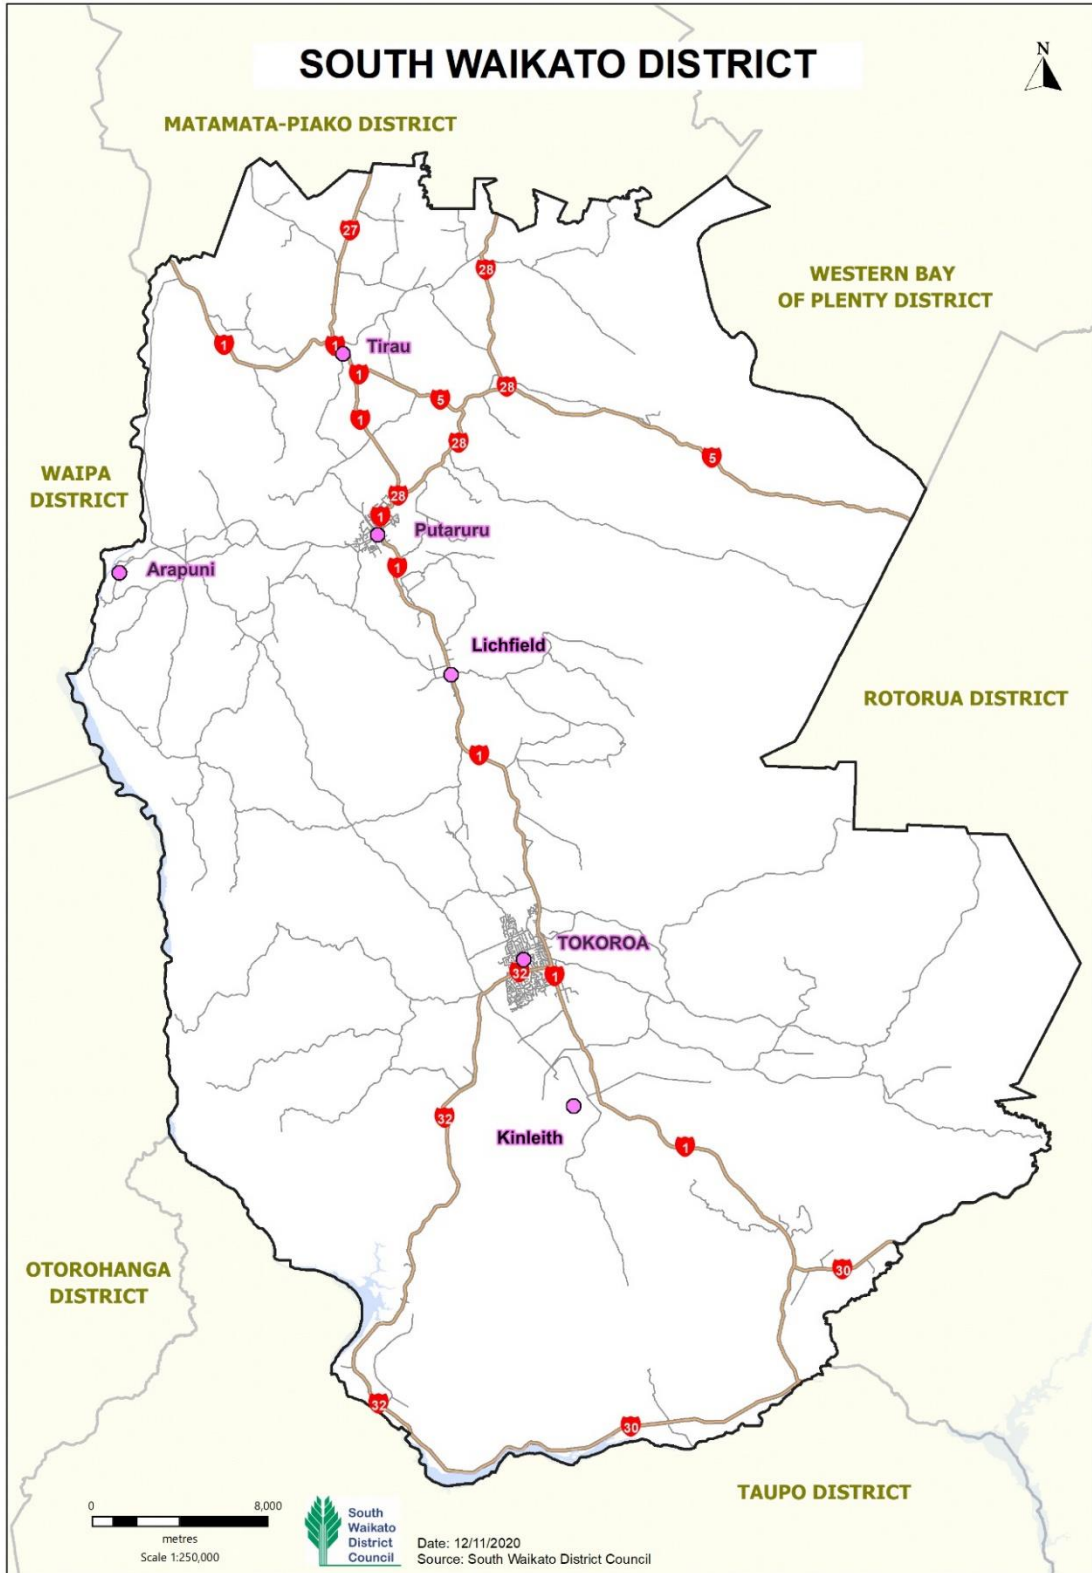 SOUTH WAIKATO DISTRICT
N
MATAMATA-PIAKO DISTRICT
27
28
WESTERN BAY
OF PLENTY DISTRICT
1
1
Tirau
1
28
5
1
28
5
WAIPA
DISTRICT
28
1
Putaruru
1
Arapuni
Lichfield
ROTORUA DISTRICT
1
TOKOROA
32
1
32
Kinleith
1
OTOROHANGA
DISTRICT
30
32
30
TAUPO DISTRICT
0 8,000
metres
Scale 1:250,000
South
Waikato
District
Council
Date: 12/11/2020
Source: South Waikato District Council